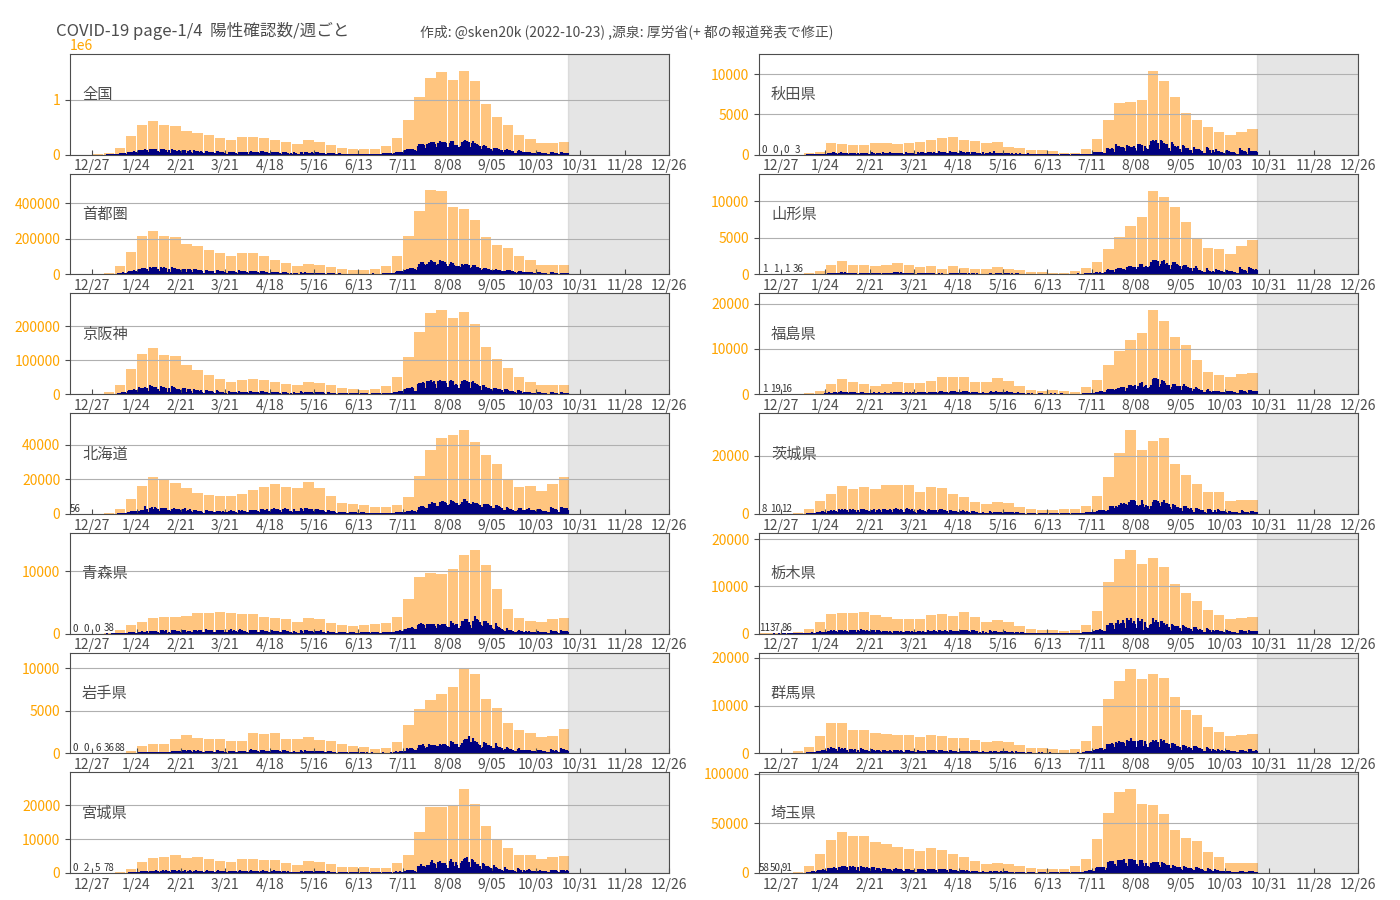 COVID-19 page-1/4 陽性確認数/週ごと 作成: @sken20k (2022-10-23) ,源泉: 厚労省(+ 都の報道発表で修正)
1e6
全国
1
0
12/27 1/24 2/21 3/21 4/18 5/16 6/13 7/11 8/08 9/05 10/03 10/31 11/28 12/26
秋田県
10000
5000
0
0 0,0 3
12/27 1/24 2/21 3/21 4/18 5/16 6/13 7/11 8/08 9/05 10/03 10/31 11/28 12/26
首都圏
400000
200000
0
12/27 1/24 2/21 3/21 4/18 5/16 6/13 7/11 8/08 9/05 10/03 10/31 11/28 12/26
山形県
10000
5000
0
1 1,1 36
12/27 1/24 2/21 3/21 4/18 5/16 6/13 7/11 8/08 9/05 10/03 10/31 11/28 12/26
京阪神
200000
100000
0
12/27 1/24 2/21 3/21 4/18 5/16 6/13 7/11 8/08 9/05 10/03 10/31 11/28 12/26
福島県
20000
10000
0
1 19,16
12/27 1/24 2/21 3/21 4/18 5/16 6/13 7/11 8/08 9/05 10/03 10/31 11/28 12/26
北海道
40000
20000
0
56
12/27 1/24 2/21 3/21 4/18 5/16 6/13 7/11 8/08 9/05 10/03 10/31 11/28 12/26
茨城県
20000
0
8 10,12
12/27 1/24 2/21 3/21 4/18 5/16 6/13 7/11 8/08 9/05 10/03 10/31 11/28 12/26
青森県
10000
0
0 0,0 38
12/27 1/24 2/21 3/21 4/18 5/16 6/13 7/11 8/08 9/05 10/03 10/31 11/28 12/26
栃木県
20000
10000
0
11 37,86
12/27 1/24 2/21 3/21 4/18 5/16 6/13 7/11 8/08 9/05 10/03 10/31 11/28 12/26
岩手県
10000
5000
0
0 0,6 36 88
12/27 1/24 2/21 3/21 4/18 5/16 6/13 7/11 8/08 9/05 10/03 10/31 11/28 12/26
群馬県
20000
10000
0
12/27 1/24 2/21 3/21 4/18 5/16 6/13 7/11 8/08 9/05 10/03 10/31 11/28 12/26
宮城県
20000
10000
0
0 2,5 78
12/27 1/24 2/21 3/21 4/18 5/16 6/13 7/11 8/08 9/05 10/03 10/31 11/28 12/26
埼玉県
100000
50000
0
58 50,91
12/27 1/24 2/21 3/21 4/18 5/16 6/13 7/11 8/08 9/05 10/03 10/31 11/28 12/26